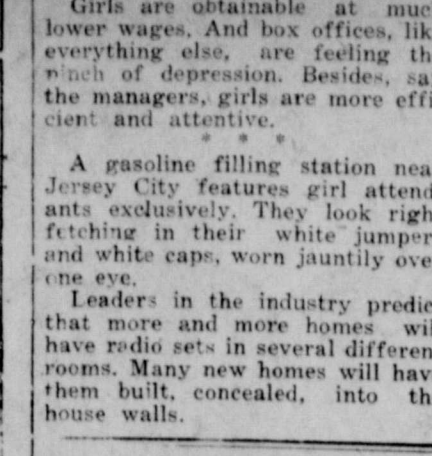 Girls are obtainable at muc
lower wages. And box offices, lik
everything else, are feeling th
pinch of depression. Besides, sa
the managers, girls are more effi
cient and attentive.
* * *
A gasoline filling station nea
Jersey City features girl attend
ants exclusively. They look righ
fetching in their white jumper
and white caps, worn jauntily ove
one eye.
Leaders in the industry predic
that more and more homes wil
have radio sets in several differen
rooms. Many new homes will hav
them built, concealed, into th
house walls.